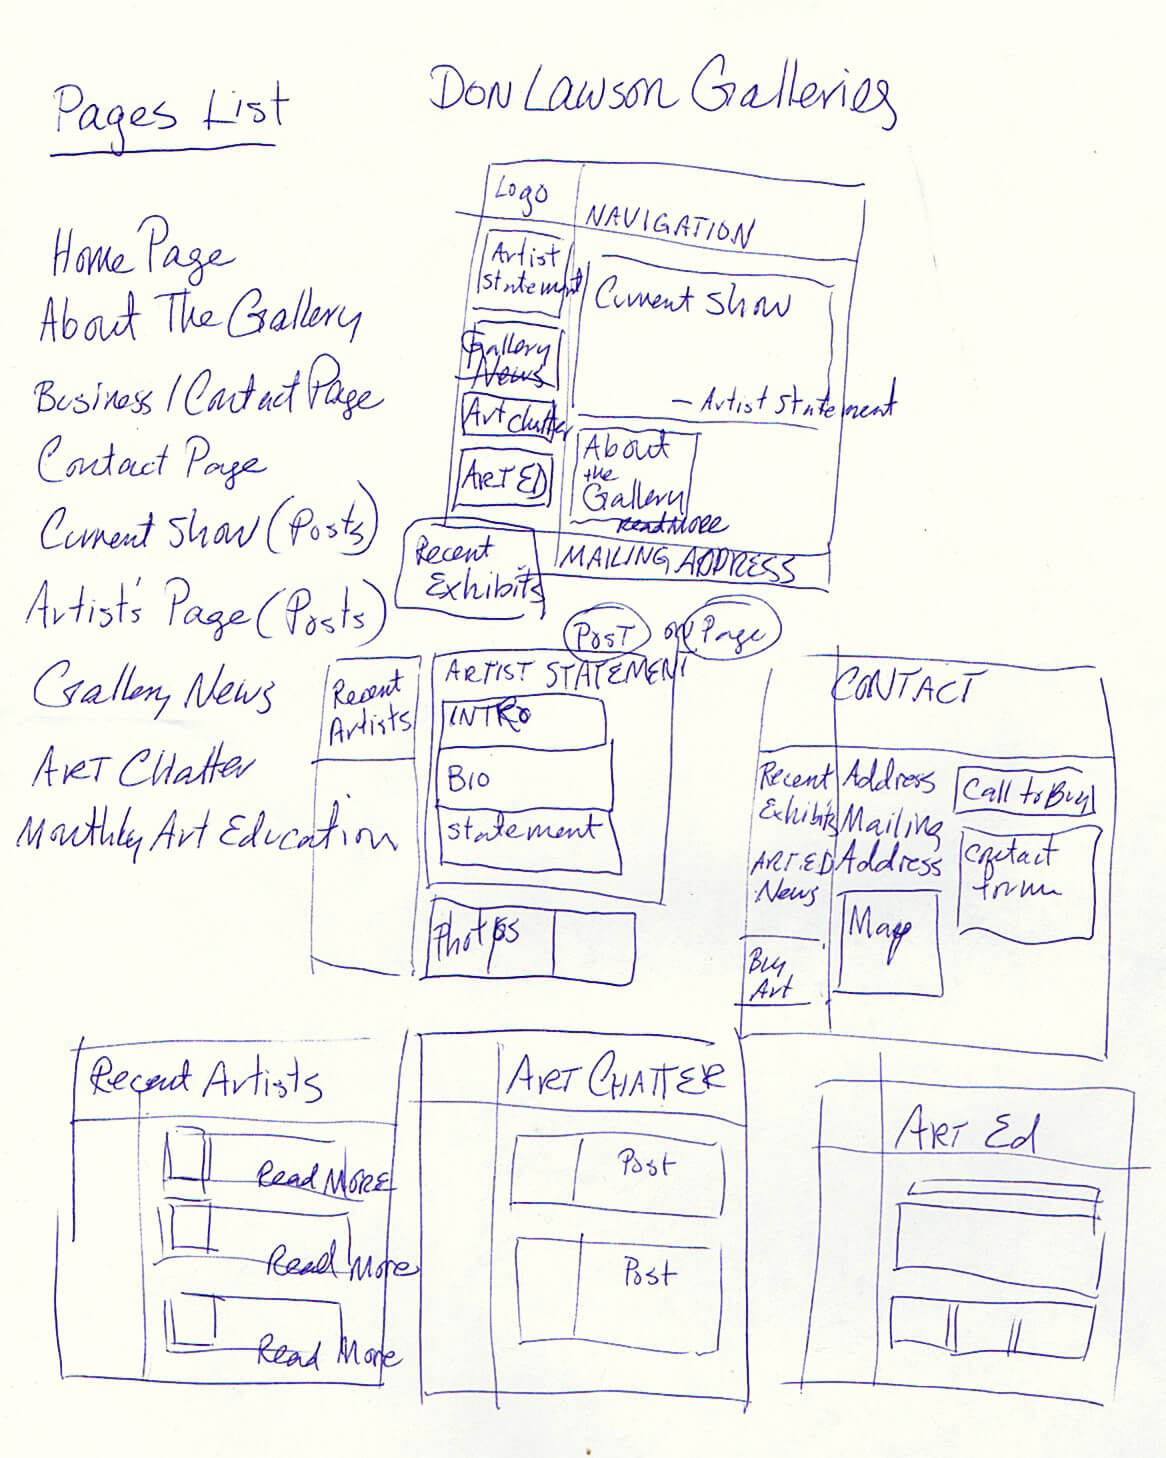 Pages List
Don Lawson Galleries
Home Page
About The Gallery
Business / Contact Page
Contact Page
Current Show (Posts)
Artist's Page (Posts)
Gallery News
Art Chatter
Monthly Art Education
Logo
NAVIGATION
Artist
statement
Gallery
News
Art chatter
ART ED
Recent
Exhibits
Current Show
- Artist statement
About
the
Gallery
Read More
MAILING ADDRESS
Post or Page
Recent
Artists
ARTIST STATEMENT
INTRO
Bio
statement
Photos
CONTACT
Recent
Exhibits
ART.ED
News
Buy
Art
Address
Mailing
Address
Map
Call to Buy
Contact
form
Recent Artists
Read MORE
Read More
Read More
ART CHATTER
Post
Post
ART Ed